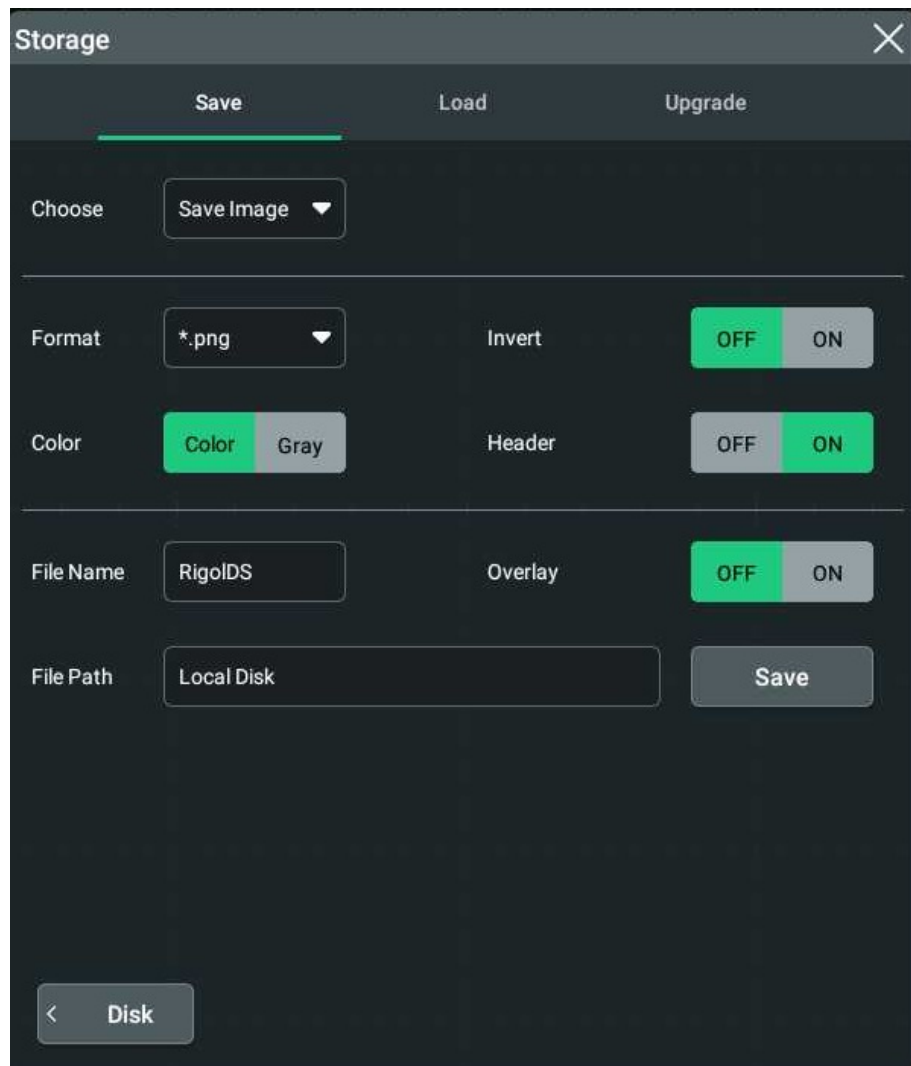 Storage
Save Load Upgrade
Choose Save Image
Format *.png Invert OFF ON
Color Color Gray Header OFF ON
File Name RigolDS Overlay OFF ON
File Path Local Disk Save
Disk